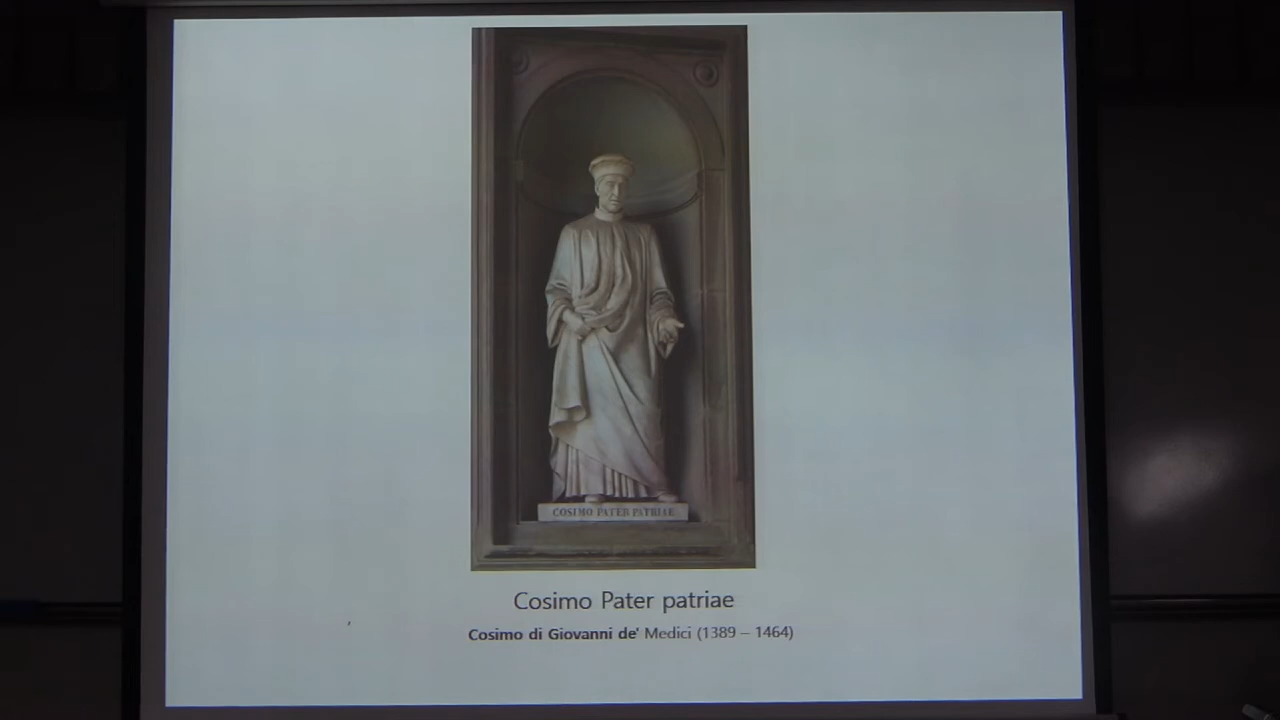 COSIMO PATER PATRIAE
Cosimo Pater patriae
Cosimo di Giovanni de' Medici (1389 – 1464)